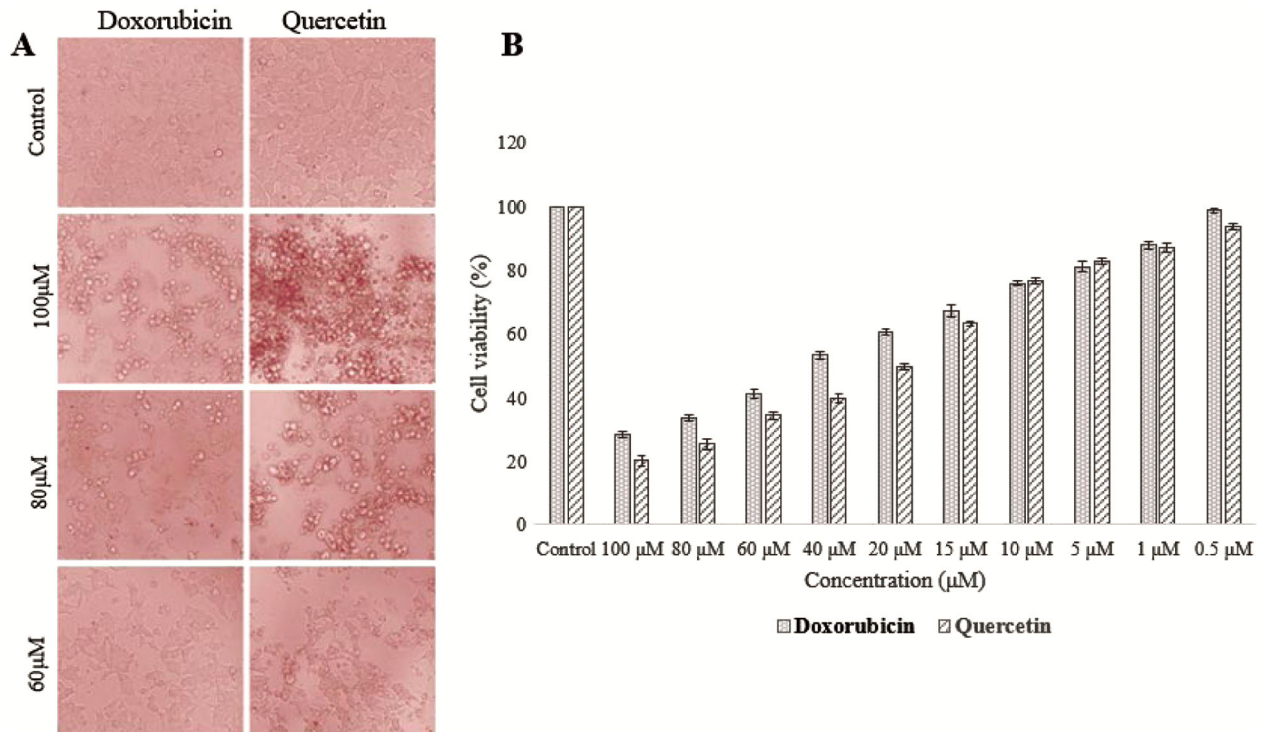 Doxorubicin Quercetin
A
Control
100μM
80μM
60μM
B
120
100
80
60
40
20
0
Cell viability (%)
Control 100 μM 80 μM 60 μM 40 μM 20 μM 15 μM 10 μM 5 μM 1 μM 0.5 μM
Concentration (μM)
Doxorubicin Quercetin